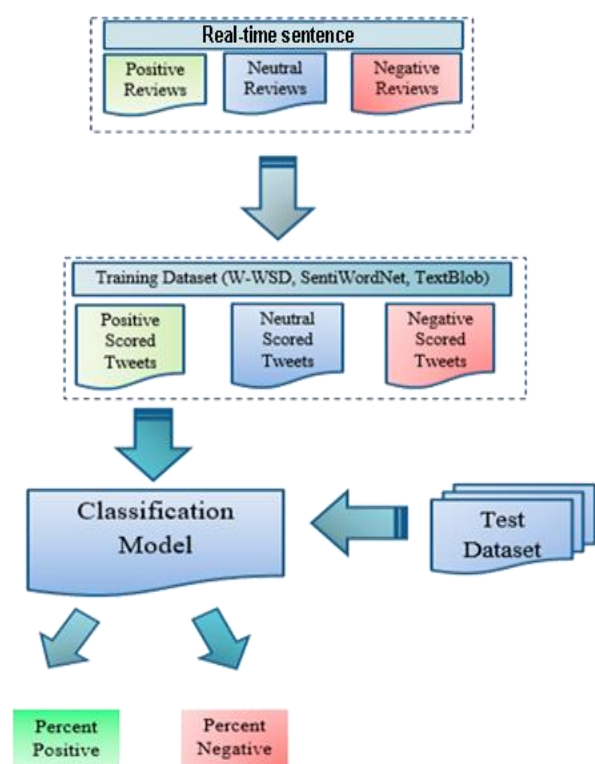 Real-time sentence
Positive
Reviews
Neutral
Reviews
Negative
Reviews
Training Dataset (W-WSD, SentiWordNet, TextBlob)
Positive
Scored
Tweets
Neutral
Scored
Tweets
Negative
Scored
Tweets
Classification
Model
Test
Dataset
Percent
Positive
Percent
Negative